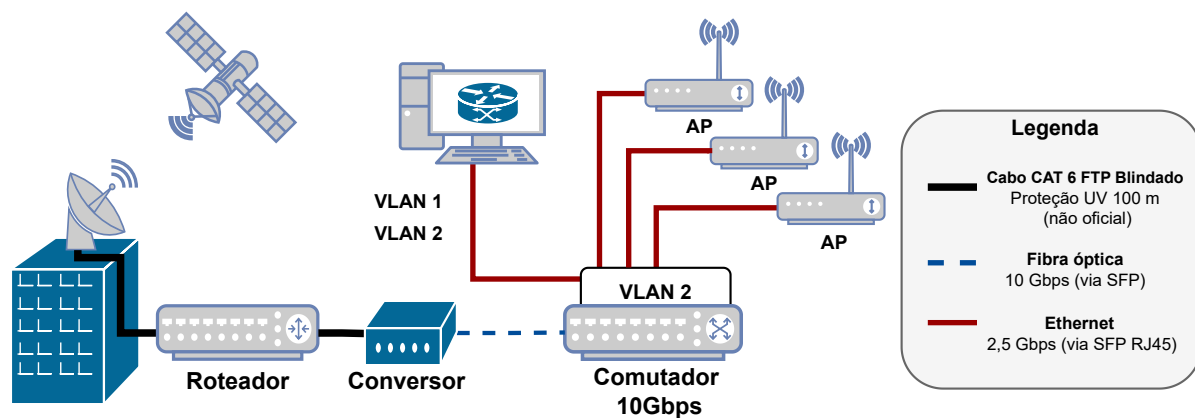 AP
AP
AP
VLAN 1
VLAN 2
VLAN 2
Roteador
Conversor
Comutador
10Gbps
Legenda
Cabo CAT 6 FTP Blindado
Proteção UV 100 m
(não oficial)
Fibra óptica
10 Gbps (via SFP)
Ethernet
2,5 Gbps (via SFP RJ45)